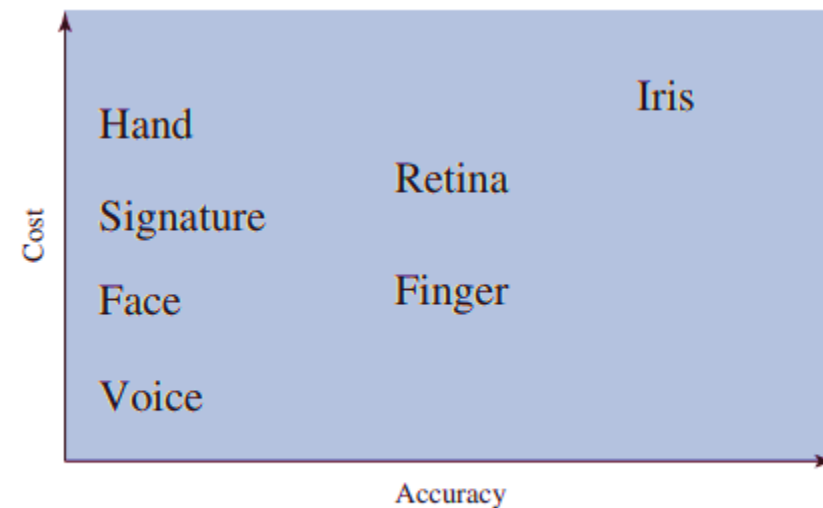 Iris
Hand
Retina
Signature
Cost
Face
Finger
Voice
Accuracy